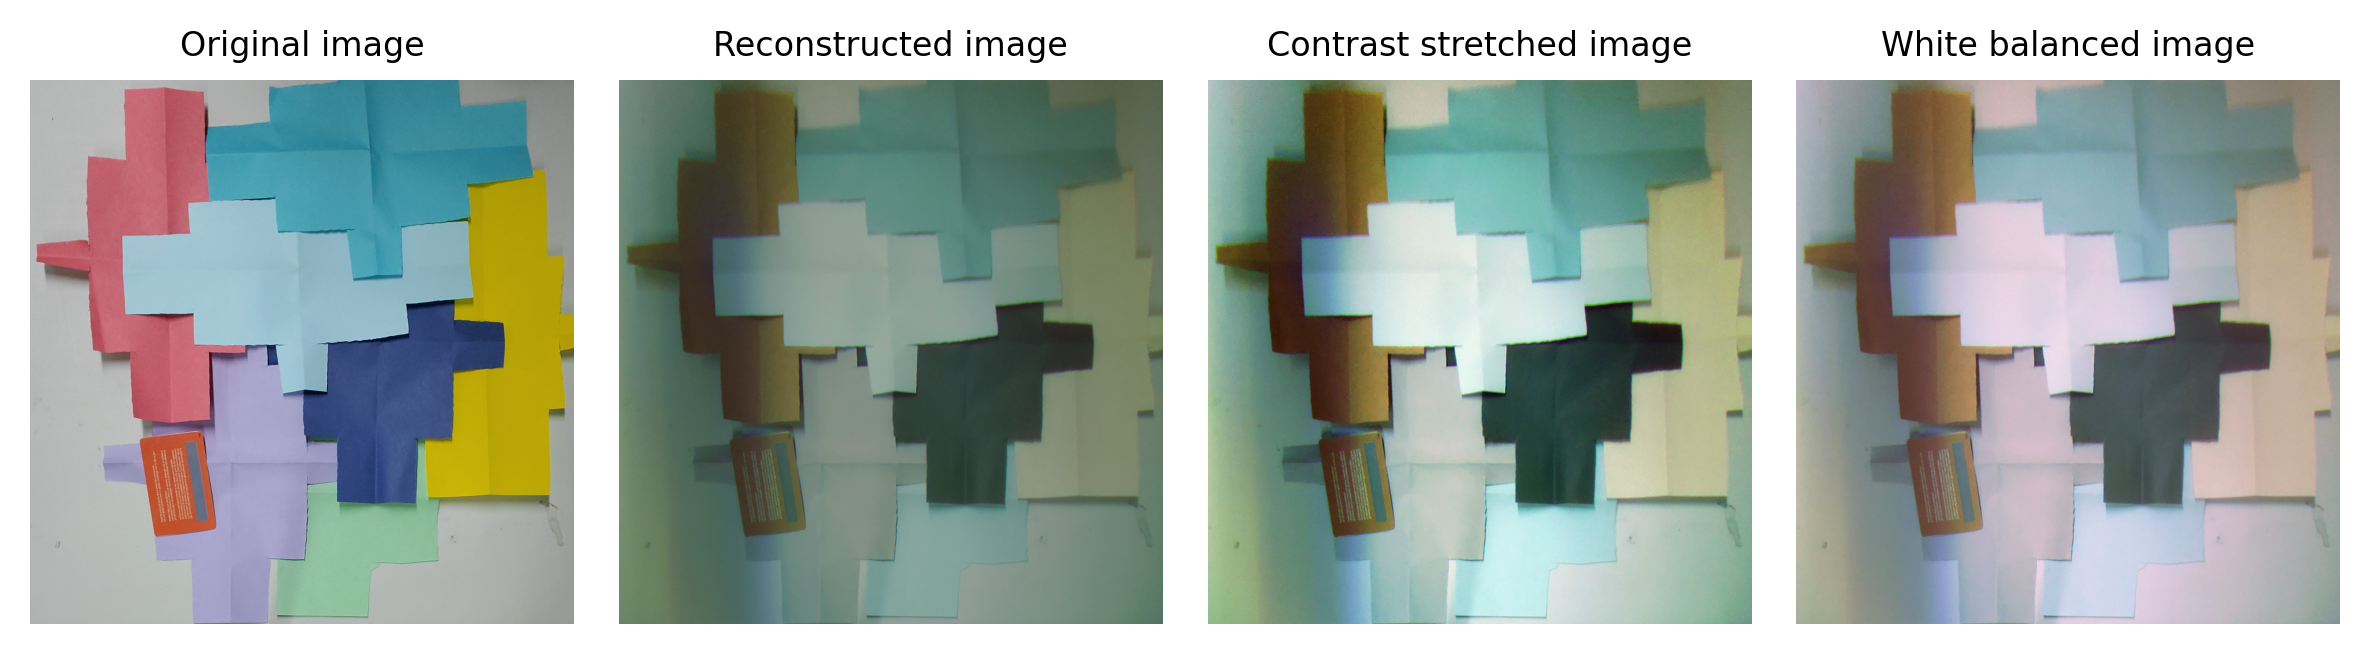 Original image
Reconstructed image
Contrast stretched image
White balanced image